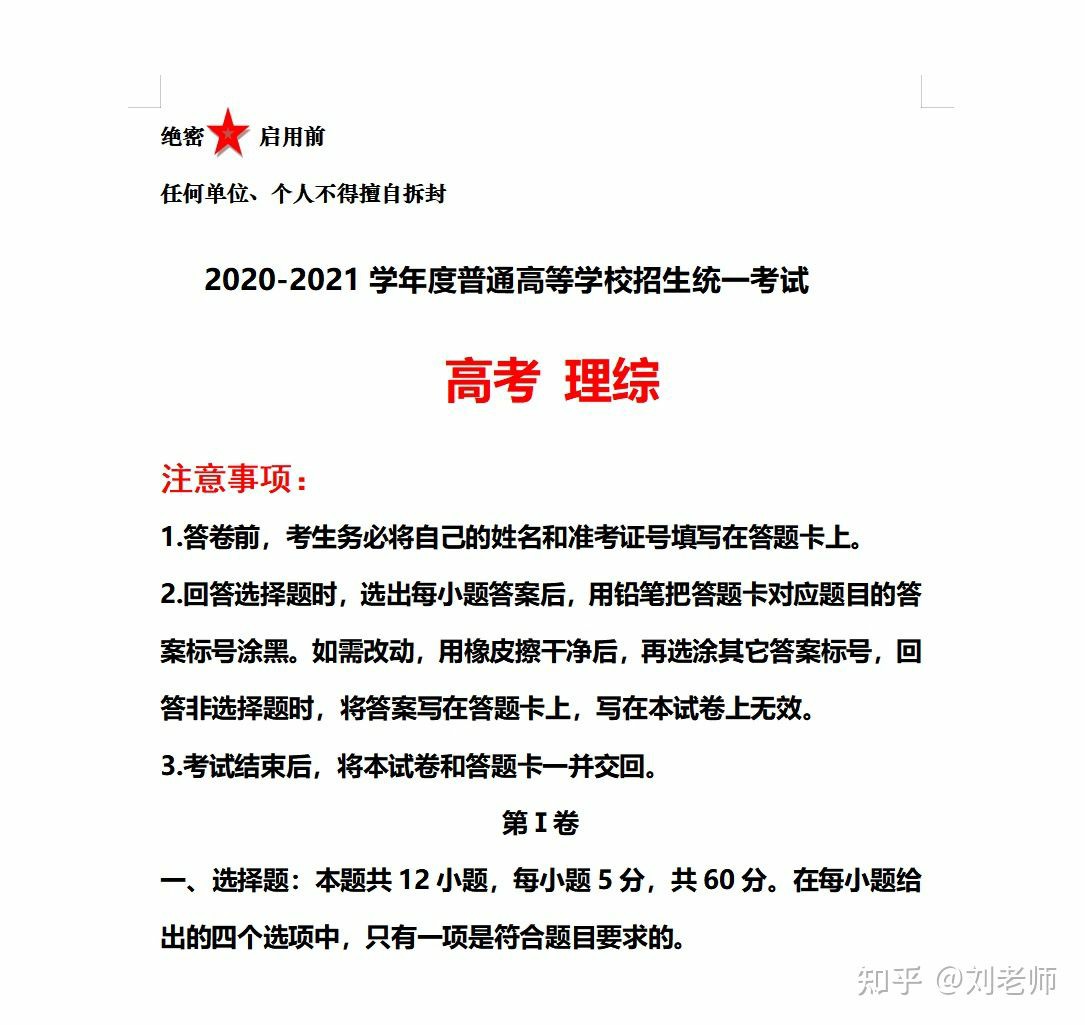 绝密★ 启用前
任何单位、个人不得擅自拆封
2020-2021 学年度普通高等学校招生统一考试
高考 理综
注意事项：
1.答卷前，考生务必将自己的姓名和准考证号填写在答题卡上。
2.回答选择题时，选出每小题答案后，用铅笔把答题卡对应题目的答
案标号涂黑。如需改动，用橡皮擦干净后，再选涂其它答案标号，回
答非选择题时，将答案写在答题卡上，写在本试卷上无效。
3.考试结束后，将本试卷和答题卡一并交回。
第 I 卷
一、选择题：本题共 12 小题，每小题 5 分，共 60 分。在每小题给
出的四个选项中，只有一项是符合题目要求的。
知乎 @刘老师